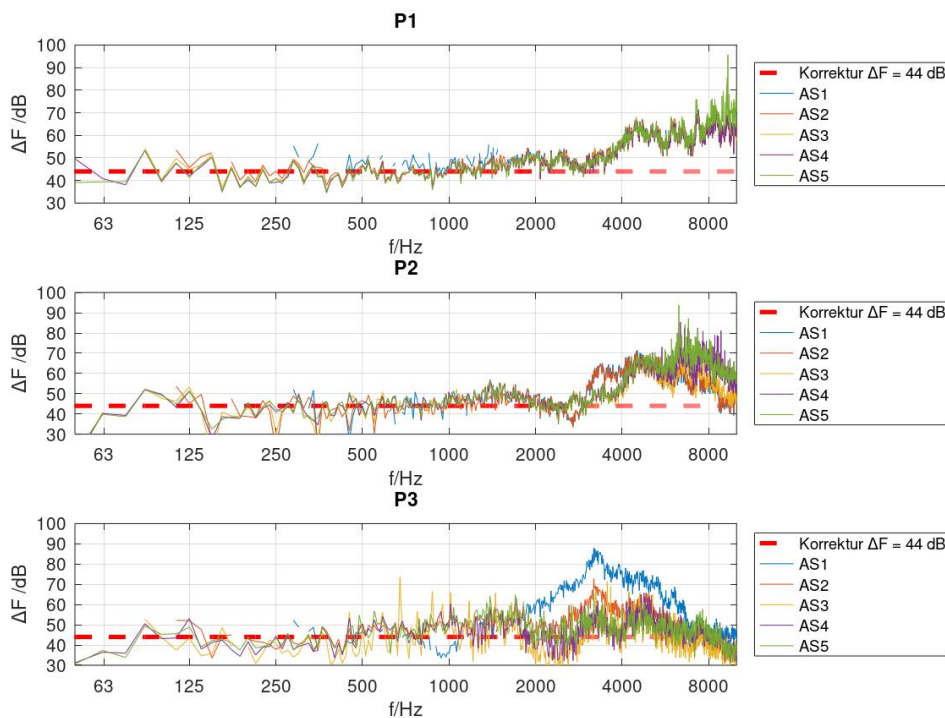 P1
100
90
80
70
60
50
40
30
ΔF /dB
63 125 250 500 1000 2000 4000 8000
f/Hz
Korrektur ΔF = 44 dB
AS1
AS2
AS3
AS4
AS5
P2
100
90
80
70
60
50
40
30
ΔF /dB
63 125 250 500 1000 2000 4000 8000
f/Hz
Korrektur ΔF = 44 dB
AS1
AS2
AS3
AS4
AS5
P3
100
90
80
70
60
50
40
30
ΔF /dB
63 125 250 500 1000 2000 4000 8000
f/Hz
Korrektur ΔF = 44 dB
AS1
AS2
AS3
AS4
AS5